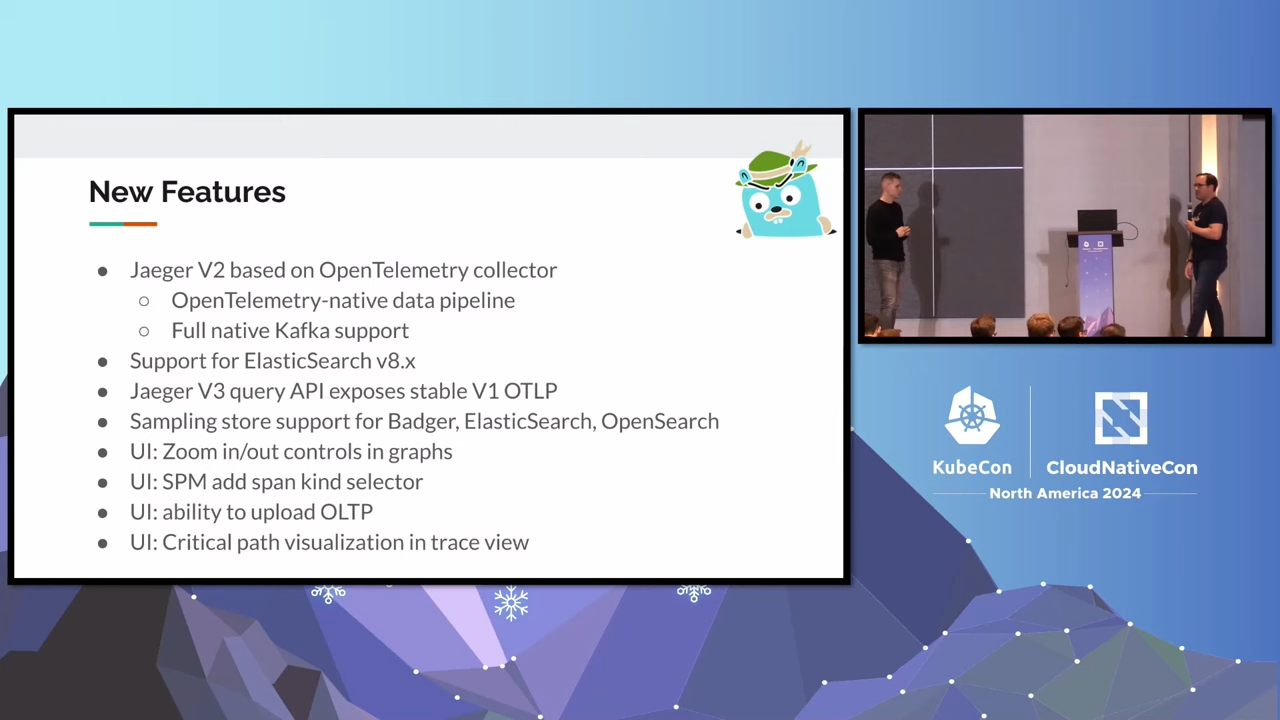 New Features
● Jaeger V2 based on OpenTelemetry collector
○ OpenTelemetry-native data pipeline
○ Full native Kafka support
● Support for ElasticSearch v8.x
● Jaeger V3 query API exposes stable V1 OTLP
● Sampling store support for Badger, ElasticSearch, OpenSearch
● UI: Zoom in/out controls in graphs
● UI: SPM add span kind selector
● UI: ability to upload OLTP
● UI: Critical path visualization in trace view
KubeCon
CloudNativeCon
North America 2024